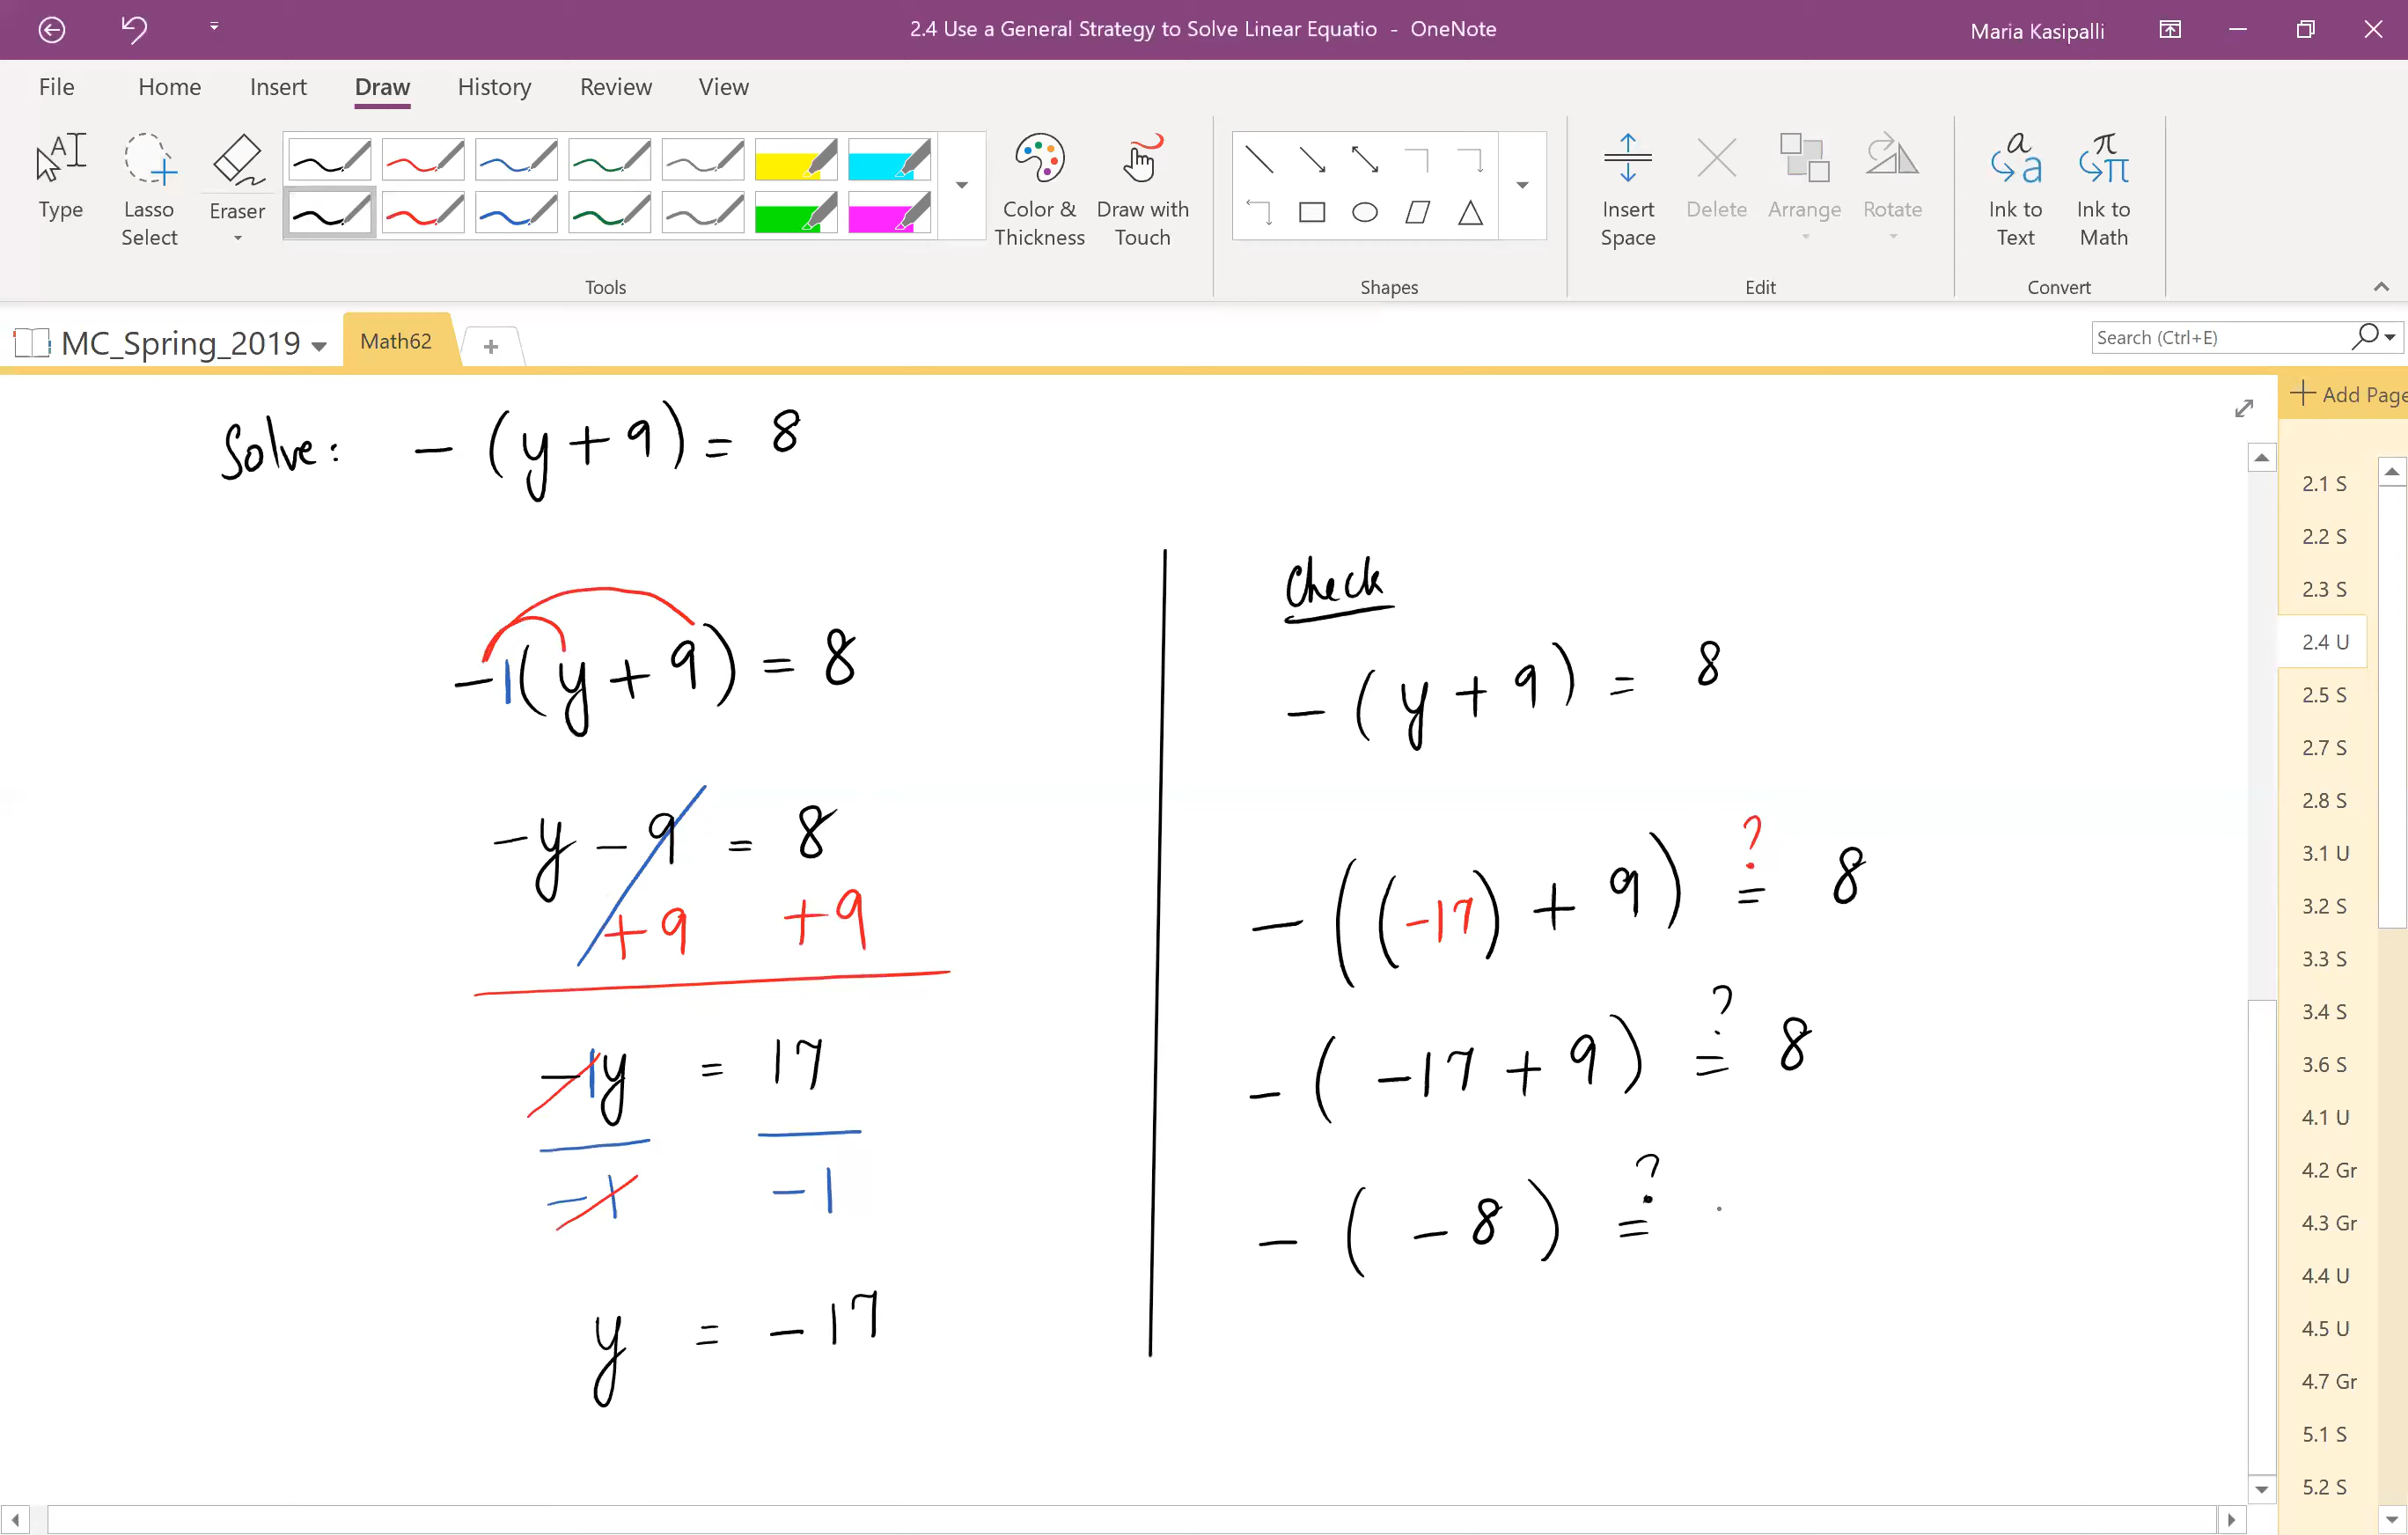 2.4 Use a General Strategy to Solve Linear Equatio - OneNote
Maria Kasipalli
File Home Insert Draw History Review View
Type
Lasso Select
Eraser
Color & Thickness
Draw with Touch
Insert Space
Delete
Arrange
Rotate
Ink to Text
Ink to Math
Tools
Shapes
Edit
Convert
MC_Spring_2019
Math62
Search (Ctrl+E)
Add Page
Solve: - (y + 9) = 8
-1(y + 9) = 8
-y - 9 = 8
+9 +9
-1y = 17
-1 -1
y = -17
Check
- (y + 9) = 8
- ((-17) + 9) ?= 8
- (-17 + 9) ?= 8
- (-8) ?=
2.1 S
2.2 S
2.3 S
2.4 U
2.5 S
2.7 S
2.8 S
3.1 U
3.2 S
3.3 S
3.4 S
3.6 S
4.1 U
4.2 Gr
4.3 Gr
4.4 U
4.5 U
4.7 Gr
5.1 S
5.2 S